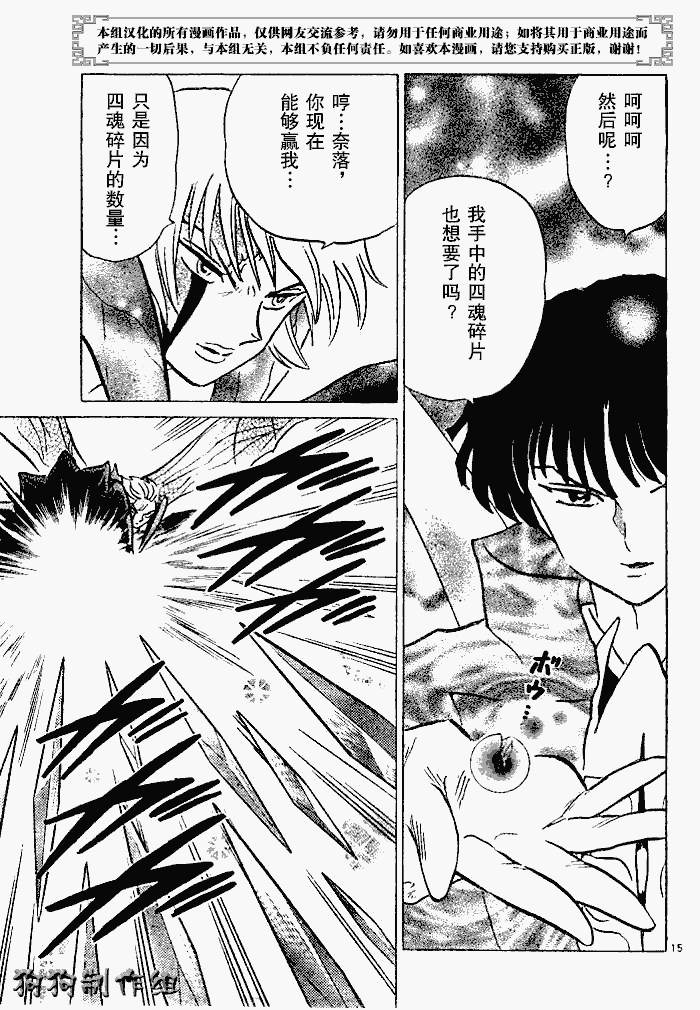 本组汉化的所有漫画作品，仅供网友交流参考，请勿用于任何商业用途；如将其用于商业用途而
产生的一切后果，与本组无关，本组不负任何责任。如喜欢本漫画，请您支持购买正版，谢谢！
呵呵呵
然后呢…？
我手中的四魂碎片
也想要了吗？
ボウ…
哼…奈落，
你现在
能够赢我…
只是因为
四魂碎片的数量…
15
狗狗制作组